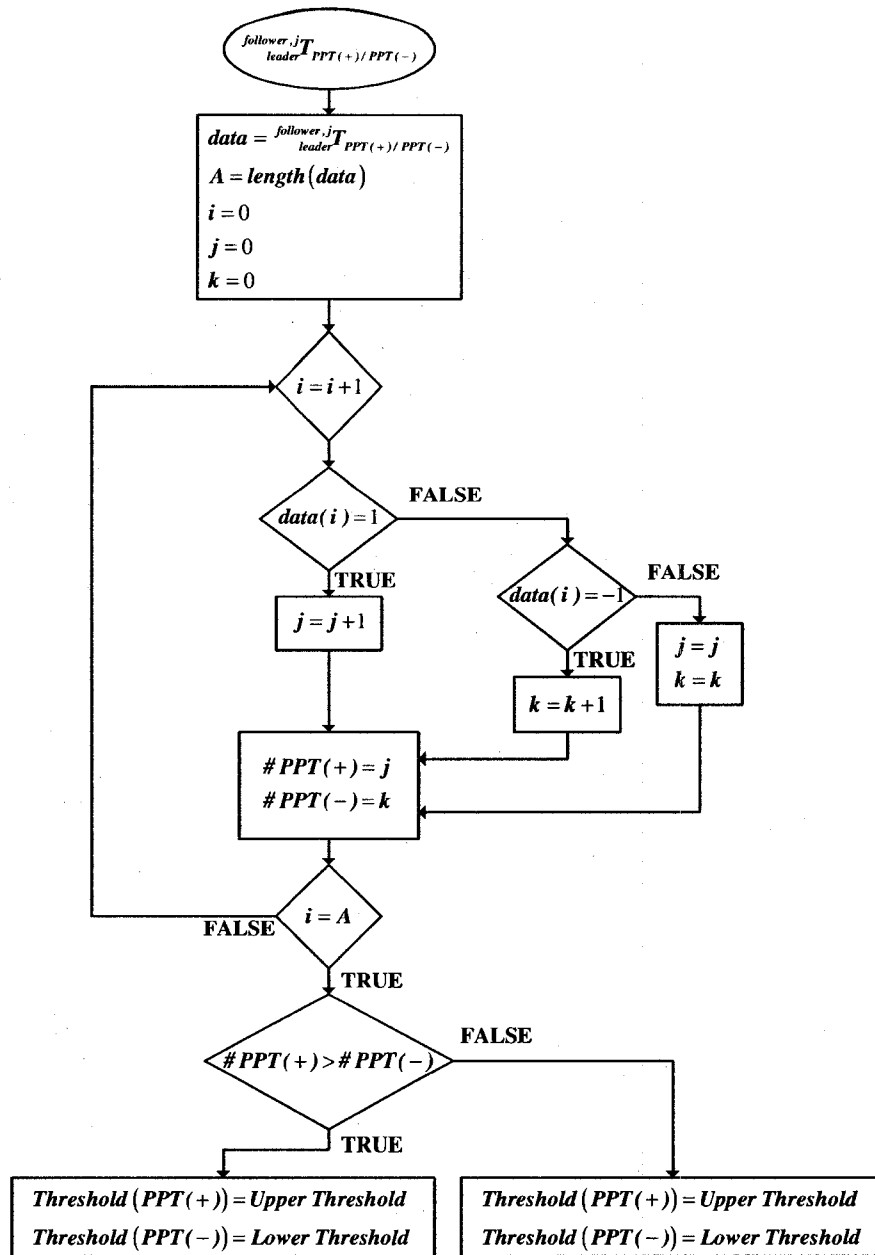 follower,j leader T PPT(+)/PPT(-)
data = follower,j leader T PPT(+)/PPT(-)
A = length(data)
i = 0
j = 0
k = 0
i = i+1
data(i)=1
FALSE
TRUE
data(i)=-1
FALSE
TRUE
j = j+1
j = j
k = k
k = k+1
#PPT(+)= j
#PPT(-)= k
i = A
FALSE
TRUE
#PPT(+)>#PPT(-)
FALSE
TRUE
Threshold(PPT(+))=Upper Threshold
Threshold(PPT(-))=Lower Threshold
Threshold(PPT(+))=Upper Threshold
Threshold(PPT(-))=Lower Threshold